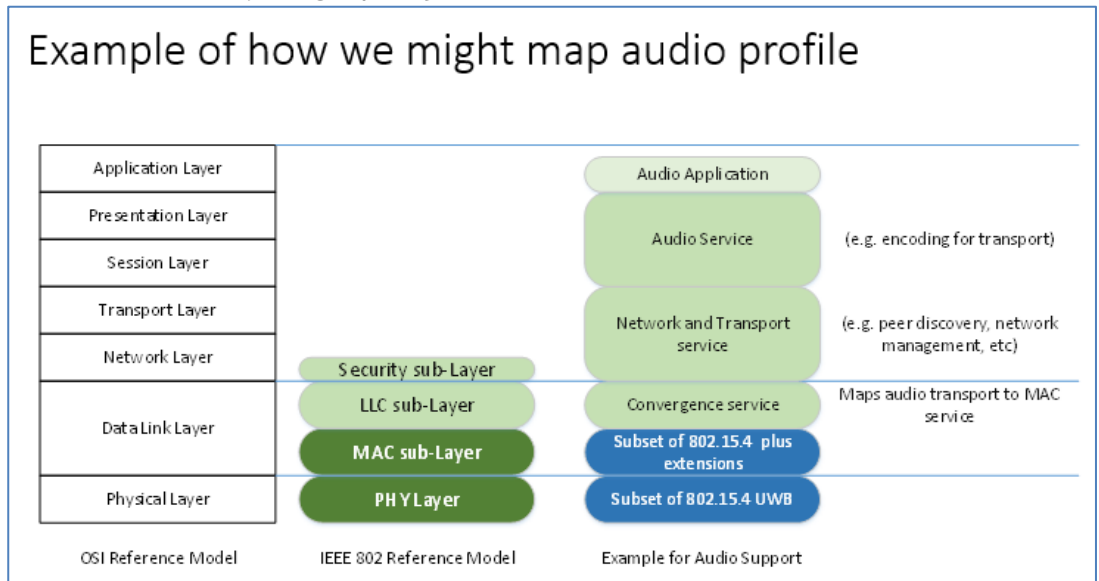 Example of how we might map audio profile
Application Layer
Presentation Layer
Session Layer
Transport Layer
Network Layer
Data Link Layer
Physical Layer
OSI Reference Model
Security sub-Layer
LLC sub-Layer
MAC sub-Layer
PHY Layer
IEEE 802 Reference Model
Audio Application
Audio Service
Network and Transport
service
Convergence service
Subset of 802.15.4 plus
extensions
Subset of 802.15.4 UWB
Example for Audio Support
(e.g. encoding for transport)
(e.g. peer discovery, network
management, etc)
Maps audio transport to MAC
service